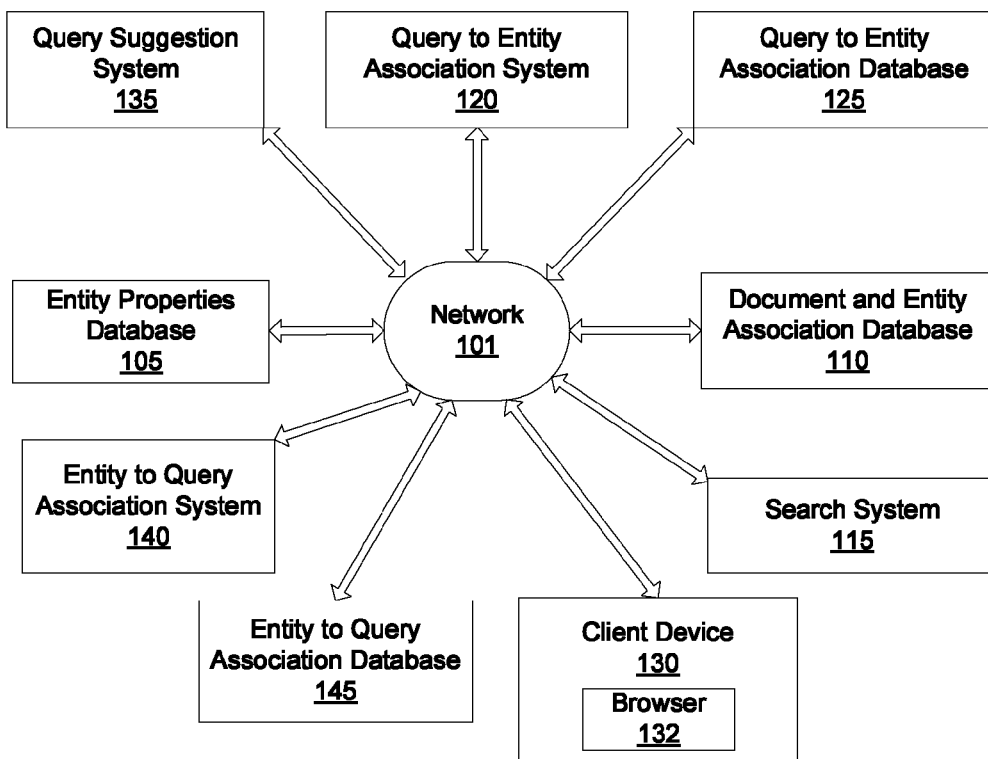 Query Suggestion
System
135
Query to Entity
Association System
120
Query to Entity
Association Database
125
Entity Properties
Database
105
Network
101
Document and Entity
Association Database
110
Entity to Query
Association System
140
Search System
115
Entity to Query
Association Database
145
Client Device
130
Browser
132